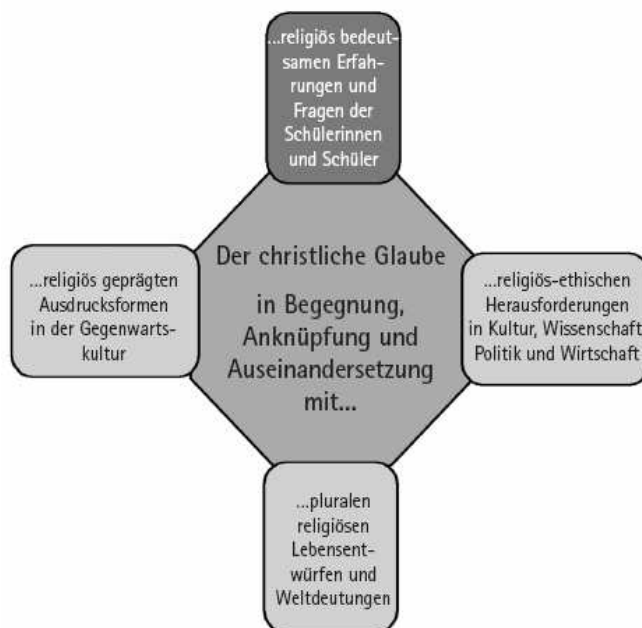 ...religiös bedeut-
samen Erfah-
rungen und
Fragen der
Schülerinnen
und Schüler
Der christliche Glaube
in Begegnung,
Anknüpfung und
Auseinandersetzung
mit...
...religiös geprägten
Ausdrucksformen
in der Gegenwarts-
kultur
...religiös-ethischen
Herausforderungen
in Kultur, Wissenschaft
Politik und Wirtschaft
...pluralen
religiösen
Lebensent-
würfen und
Weltdeutungen